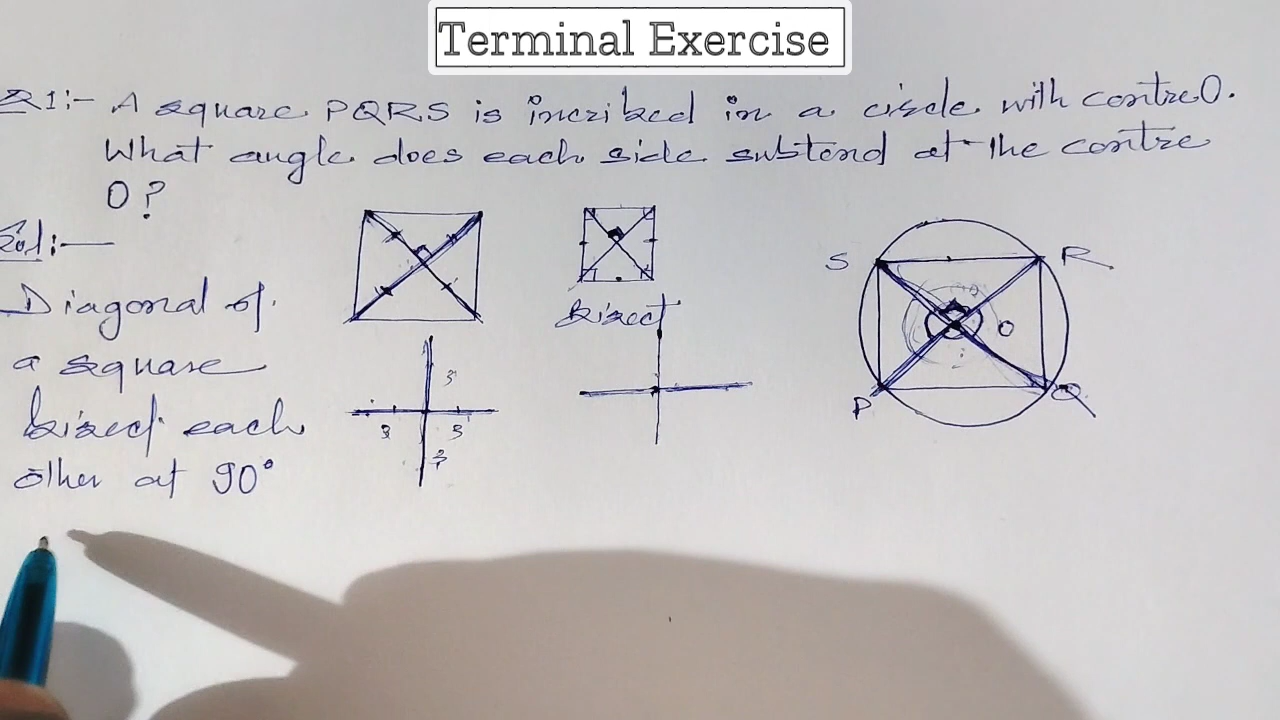 Terminal Exercise
Q1:- A square PQRS is incribed in a circle with centre O.
What angle does each side subtend at the centre
O?
Sol:-
Diagonal of
a square
bisect each
other at 90°
bisect
3
3
3
3
S
R
O
P
Q